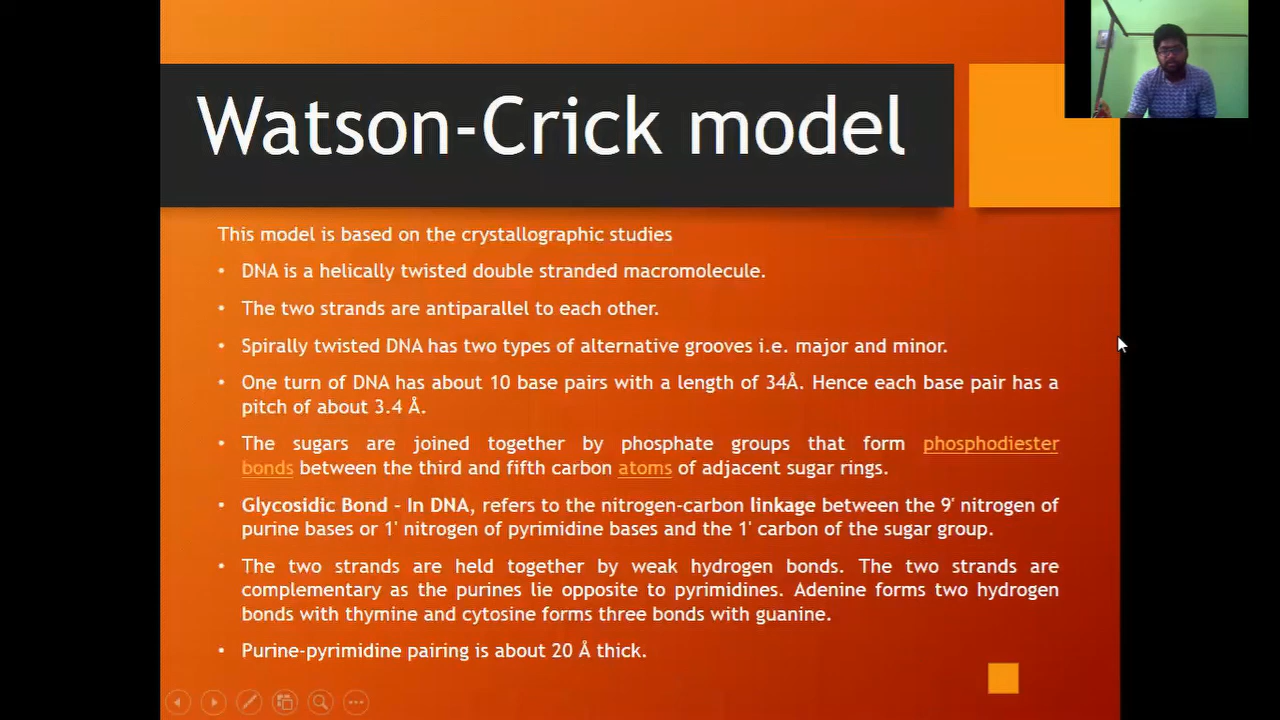 Watson-Crick model
This model is based on the crystallographic studies
• DNA is a helically twisted double stranded macromolecule.
• The two strands are antiparallel to each other.
• Spirally twisted DNA has two types of alternative grooves i.e. major and minor.
• One turn of DNA has about 10 base pairs with a length of 34Å. Hence each base pair has a
pitch of about 3.4 Å.
• The sugars are joined together by phosphate groups that form phosphodiester
bonds between the third and fifth carbon atoms of adjacent sugar rings.
• Glycosidic Bond – In DNA, refers to the nitrogen-carbon linkage between the 9' nitrogen of
purine bases or 1' nitrogen of pyrimidine bases and the 1' carbon of the sugar group.
• The two strands are held together by weak hydrogen bonds. The two strands are
complementary as the purines lie opposite to pyrimidines. Adenine forms two hydrogen
bonds with thymine and cytosine forms three bonds with guanine.
• Purine-pyrimidine pairing is about 20 Å thick.